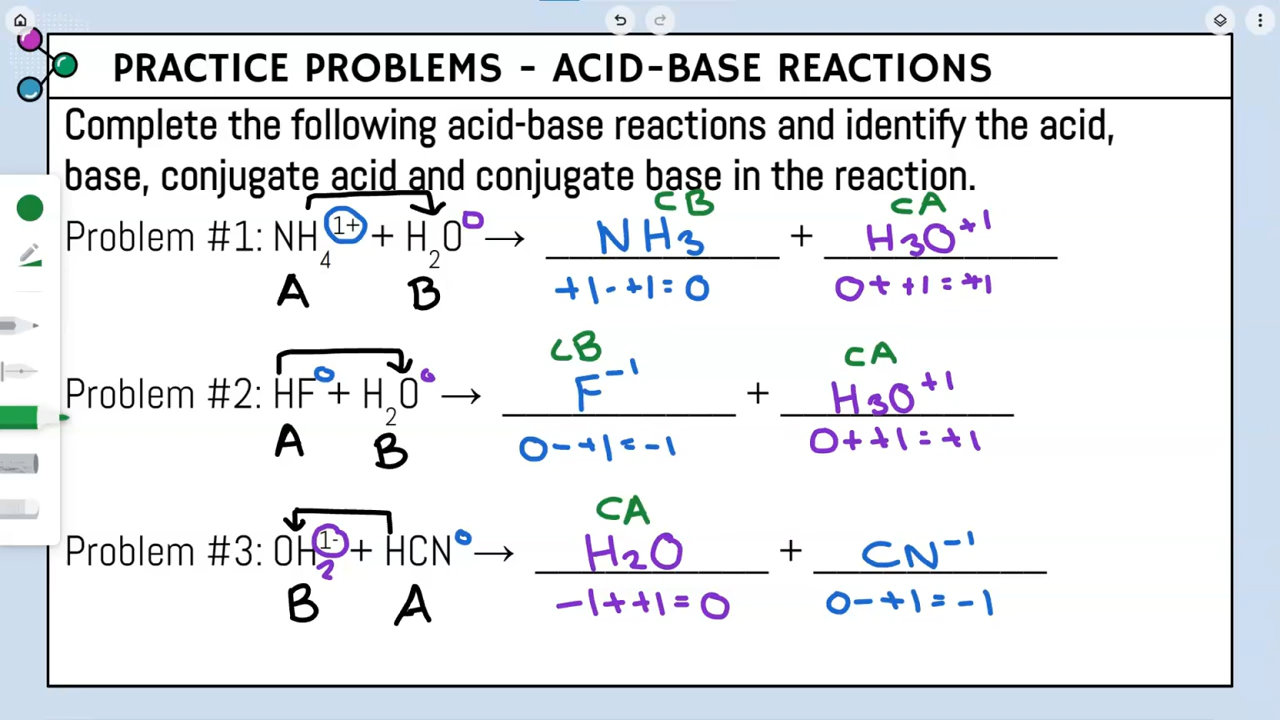 PRACTICE PROBLEMS - ACID-BASE REACTIONS
Complete the following acid-base reactions and identify the acid,
base, conjugate acid and conjugate base in the reaction.
CB CA
Problem #1: NH₄ 1+ + H₂O 0 → NH3 + H3O+1
A B +1-+1=0 0++1=+1
CB CA
Problem #2: HF 0 + H₂O 0 → F-1 + H3O+1
A B 0-+1=-1 0++1=+1
CA
Problem #3: OH 2 1- + HCN 0 → H2O + CN-1
B A -1++1=0 0-+1=-1